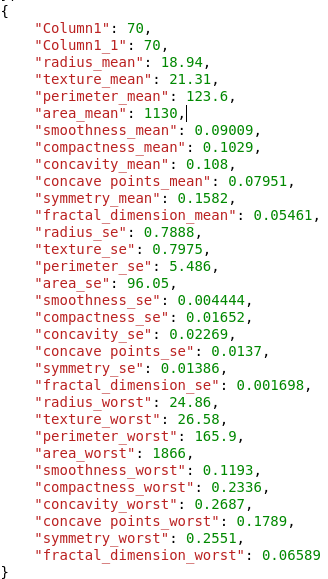 {
"Column1": 70,
"Column1_1": 70,
"radius_mean": 18.94,
"texture_mean": 21.31,
"perimeter_mean": 123.6,
"area_mean": 1130,
"smoothness_mean": 0.09009,
"compactness_mean": 0.1029,
"concavity_mean": 0.108,
"concave points_mean": 0.07951,
"symmetry_mean": 0.1582,
"fractal_dimension_mean": 0.05461,
"radius_se": 0.7888,
"texture_se": 0.7975,
"perimeter_se": 5.486,
"area_se": 96.05,
"smoothness_se": 0.004444,
"compactness_se": 0.01652,
"concavity_se": 0.02269,
"concave points_se": 0.0137,
"symmetry_se": 0.01386,
"fractal_dimension_se": 0.001698,
"radius_worst": 24.86,
"texture_worst": 26.58,
"perimeter_worst": 165.9,
"area_worst": 1866,
"smoothness_worst": 0.1193,
"compactness_worst": 0.2336,
"concavity_worst": 0.2687,
"concave points_worst": 0.1789,
"symmetry_worst": 0.2551,
"fractal_dimension_worst": 0.06589
}